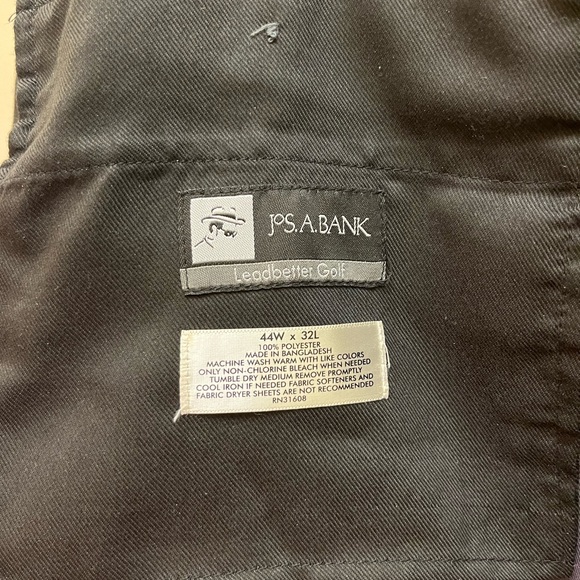 JOS. A. BANK
Leadbetter Golf
44W x 32L
100% POLYESTER
MADE IN BANGLADESH
MACHINE WASH WARM WITH LIKE COLORS
ONLY NON-CHLORINE BLEACH WHEN NEEDED
TUMBLE DRY MEDIUM REMOVE PROMPTLY
COOL IRON IF NEEDED FABRIC SOFTENERS AND
FABRIC DRYER SHEETS ARE NOT RECOMMENDED
RN31608